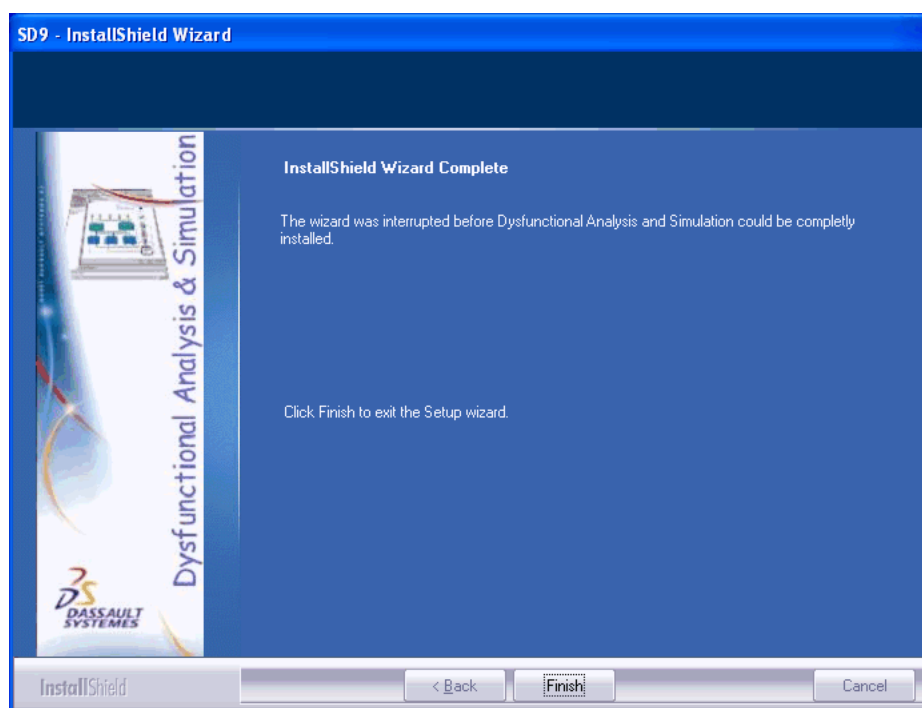 SD9 - InstallShield Wizard
Dysfunctional Analysis & Simulation
DASSAULT
SYSTEMES
InstallShield Wizard Complete
The wizard was interrupted before Dysfunctional Analysis and Simulation could be completly
installed.
Click Finish to exit the Setup wizard.
InstallShield
< Back
Finish
Cancel